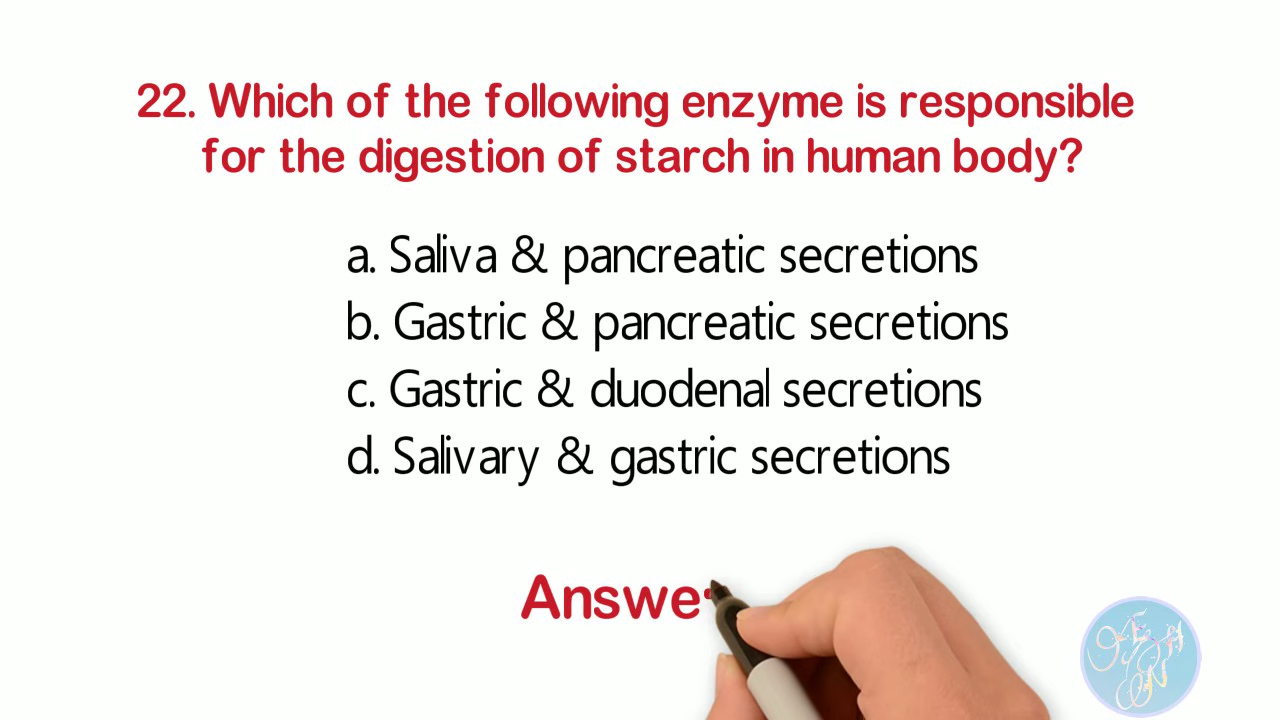 22. Which of the following enzyme is responsible
for the digestion of starch in human body?
a. Saliva & pancreatic secretions
b. Gastric & pancreatic secretions
c. Gastric & duodenal secretions
d. Salivary & gastric secretions
Answe